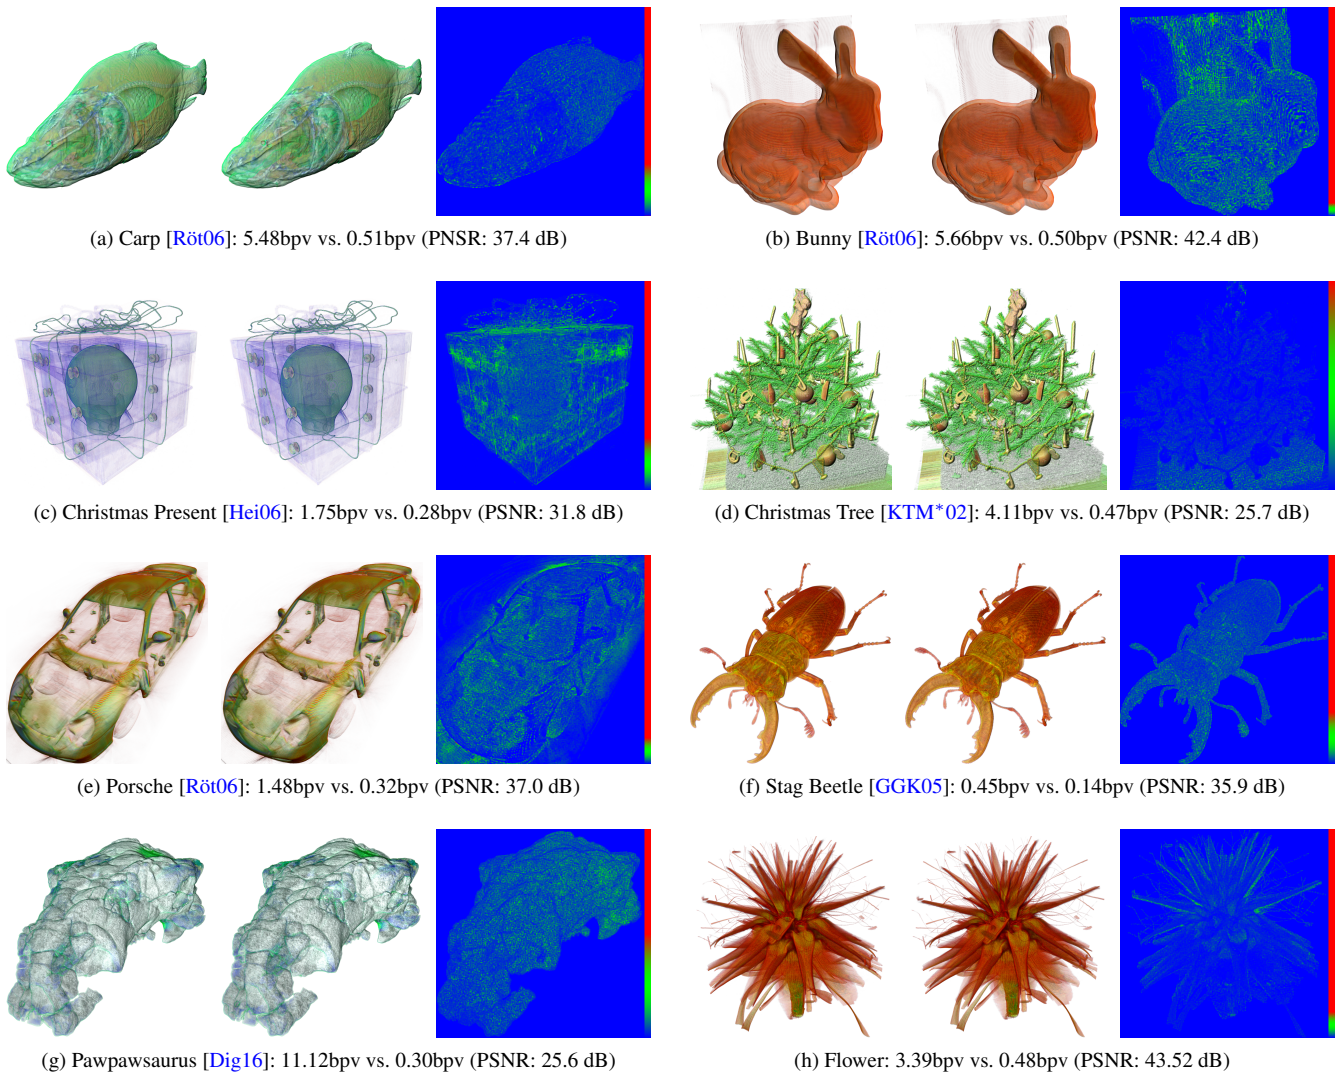 (a) Carp [Röt06]: 5.48bpv vs. 0.51bpv (PNSR: 37.4 dB)
(b) Bunny [Röt06]: 5.66bpv vs. 0.50bpv (PSNR: 42.4 dB)
(c) Christmas Present [Hei06]: 1.75bpv vs. 0.28bpv (PSNR: 31.8 dB)
(d) Christmas Tree [KTM*02]: 4.11bpv vs. 0.47bpv (PSNR: 25.7 dB)
(e) Porsche [Röt06]: 1.48bpv vs. 0.32bpv (PSNR: 37.0 dB)
(f) Stag Beetle [GGK05]: 0.45bpv vs. 0.14bpv (PSNR: 35.9 dB)
(g) Pawpawsaurus [Dig16]: 11.12bpv vs. 0.30bpv (PSNR: 25.6 dB)
(h) Flower: 3.39bpv vs. 0.48bpv (PSNR: 43.52 dB)